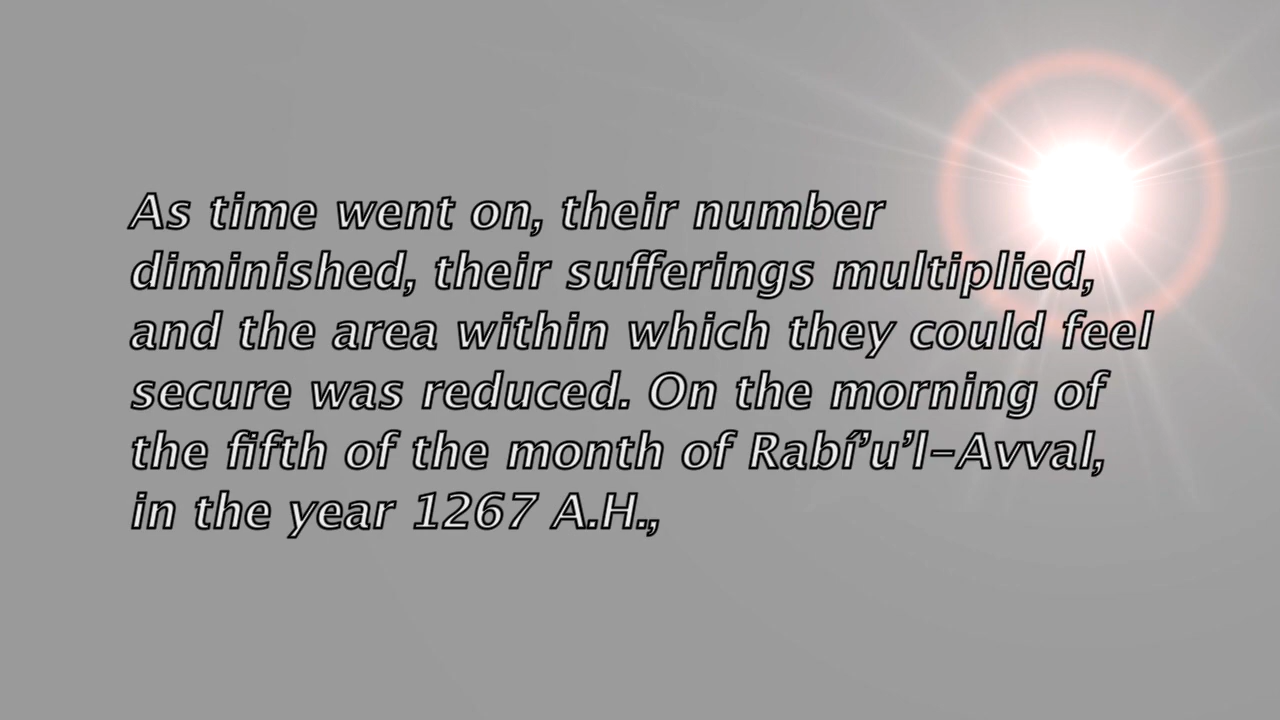 As time went on, their number
diminished, their sufferings multiplied,
and the area within which they could feel
secure was reduced. On the morning of
the fifth of the month of Rabí’u’l-Avval,
in the year 1267 A.H.,